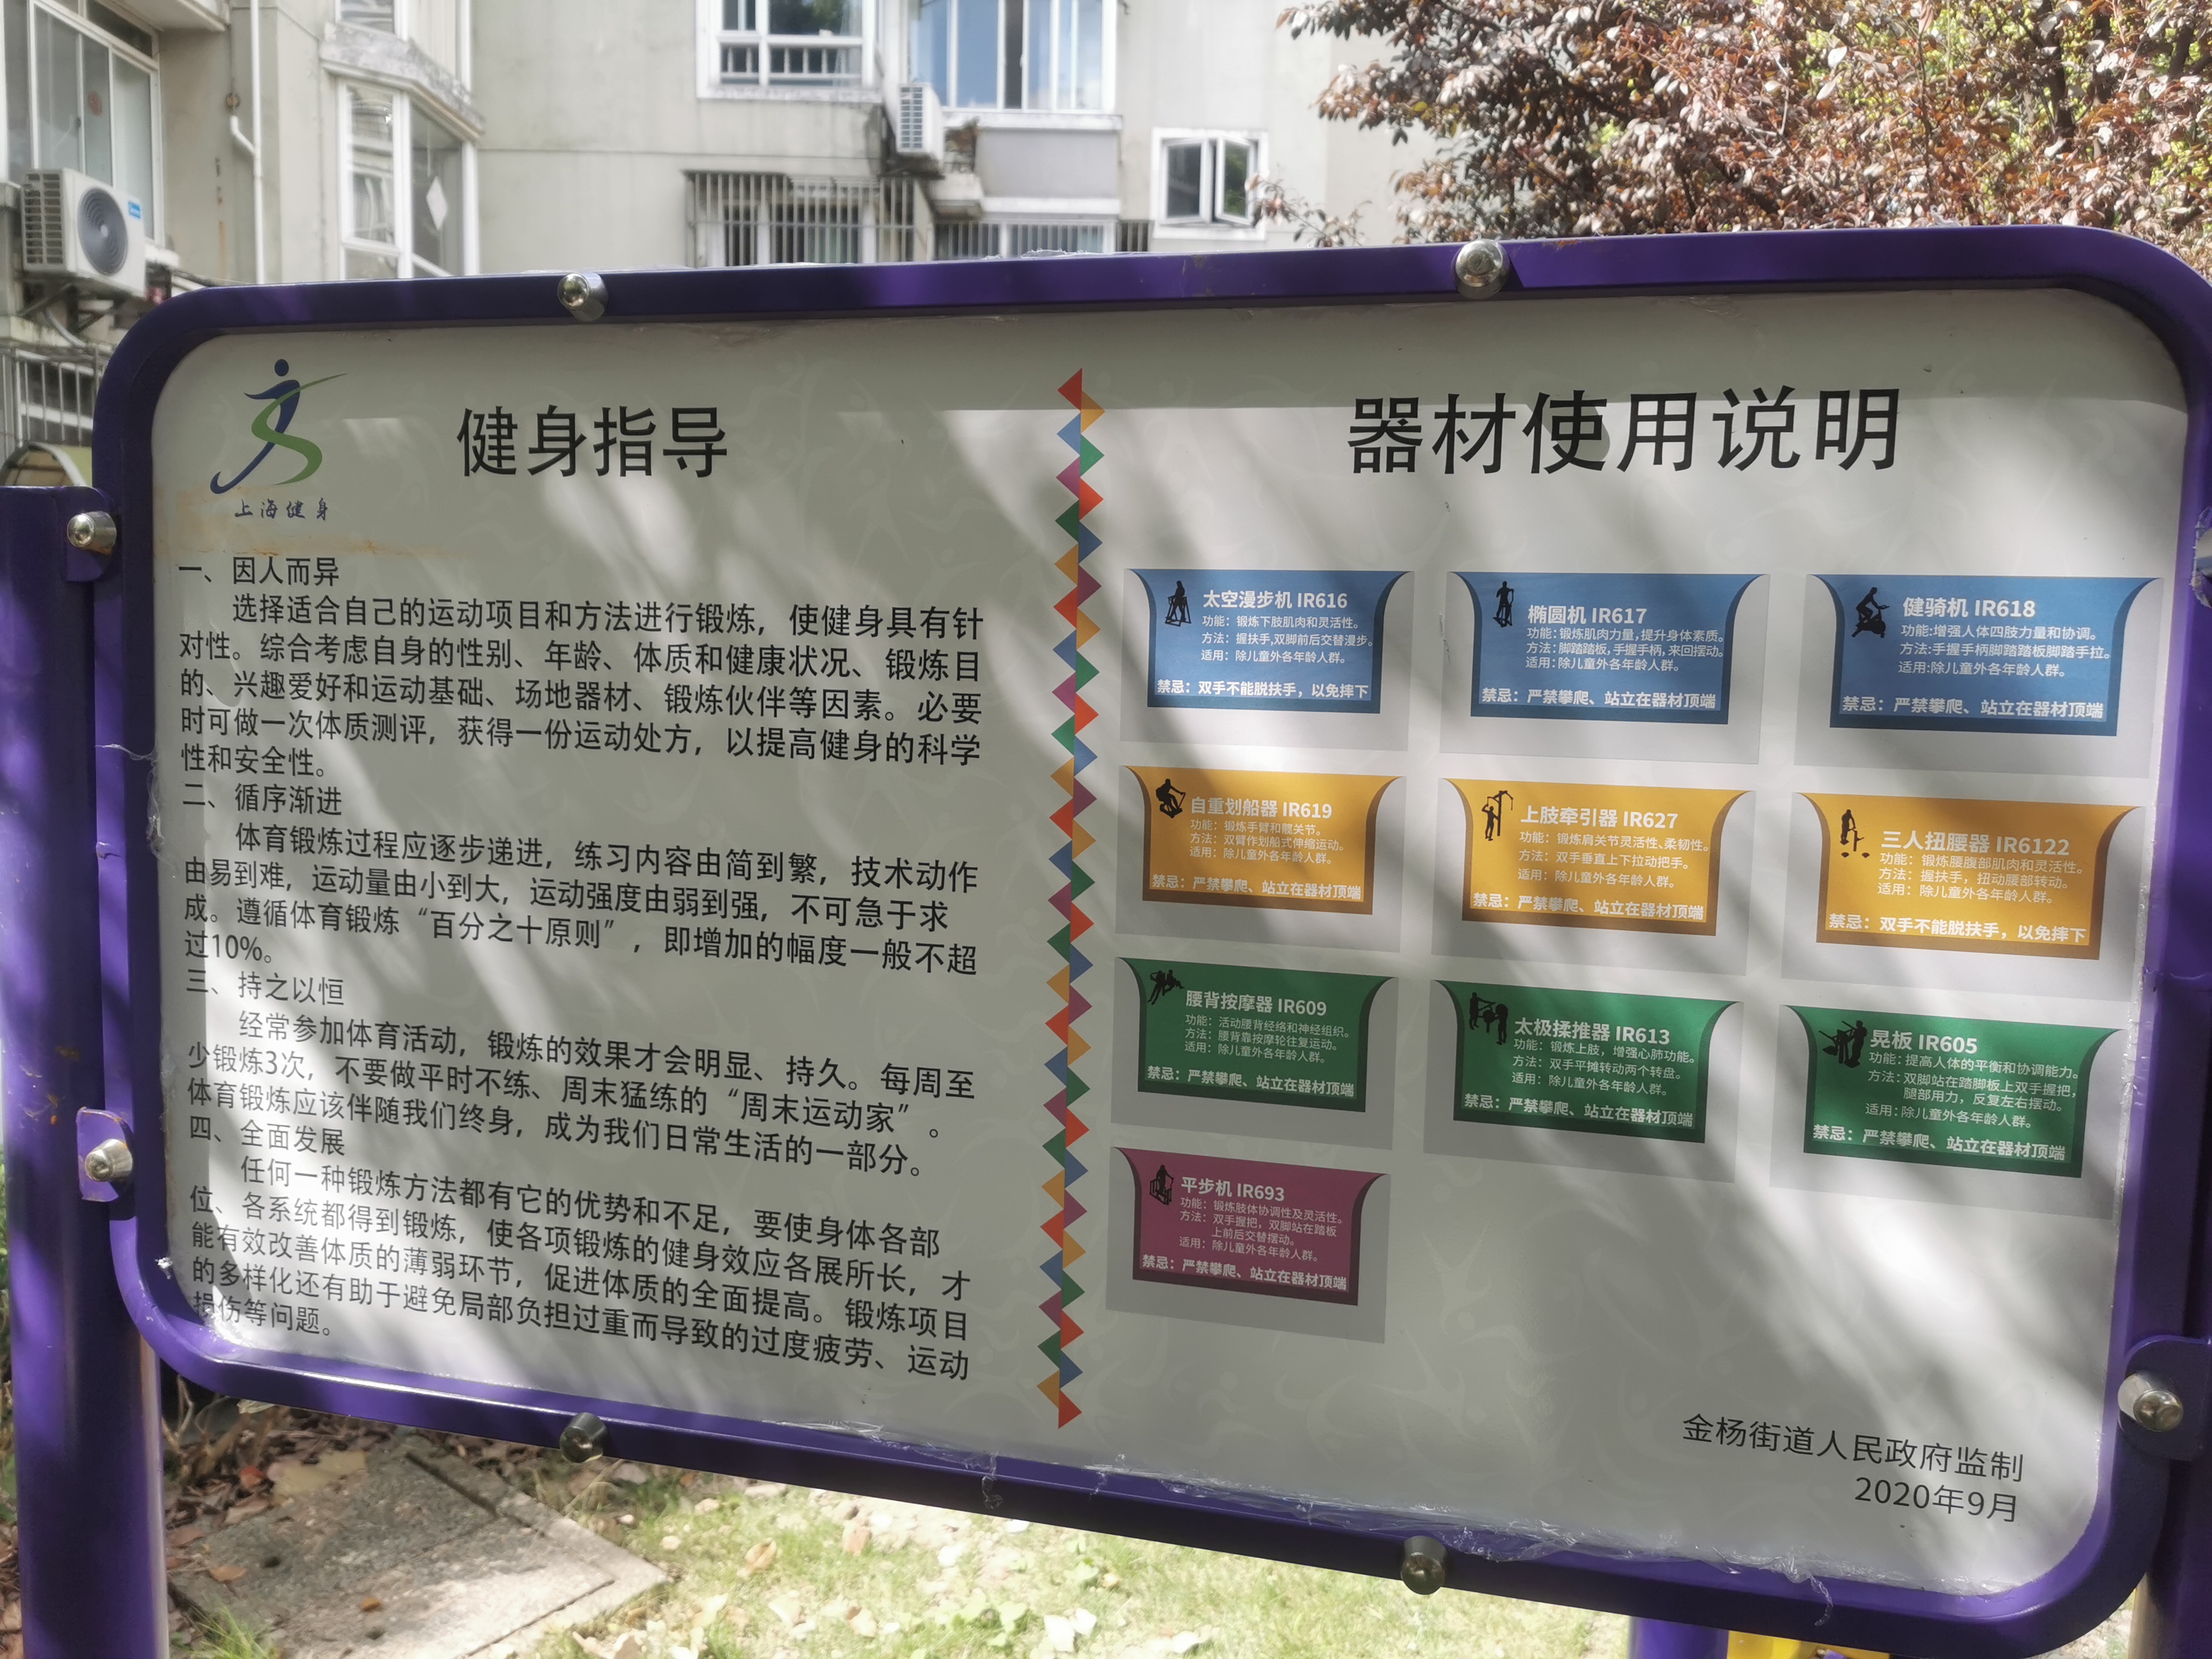 上海健身
健身指导
一、因人而异
选择适合自己的运动项目和方法进行锻炼，使健身具有针
对性。综合考虑自身的性别、年龄、体质和健康状况、锻炼目
的、兴趣爱好和运动基础、场地器材、锻炼伙伴等因素。必要
时可做一次体质测评，获得一份运动处方，以提高健身的科学
性和安全性。
二、循序渐进
体育锻炼过程应逐步递进，练习内容由简到繁，技术动作
由易到难，运动量由小到大，运动强度由弱到强，不可急于求
成。遵循体育锻炼“百分之十原则”，即增加的幅度一般不超
过10%。
三、持之以恒
经常参加体育活动，锻炼的效果才会明显、持久。每周至
少锻炼3次，不要做平时不练、周末猛练的“周末运动家”。
体育锻炼应该伴随我们终身，成为我们日常生活的一部分。
四、全面发展
任何一种锻炼方法都有它的优势和不足，要使身体各部
位、各系统都得到锻炼，使各项锻炼的健身效应各展所长，才
能有效改善体质的薄弱环节，促进体质的全面提高。锻炼项目
的多样化还有助于避免局部负担过重而导致的过度疲劳、运动
损伤等问题。
器材使用说明
太空漫步机 IR616
功能：锻炼下肢肌肉和灵活性。
方法：握扶手,双脚前后交替漫步。
适用：除儿童外各年龄人群。
禁忌：双手不能脱扶手，以免摔下
椭圆机 IR617
功能：锻炼肌肉力量，提升身体素质。
方法：脚踏踏板，手握手柄，来回摆动。
适用：除儿童外各年龄人群。
禁忌：严禁攀爬、站立在器材顶端
健骑机 IR618
功能:增强人体四肢力量和协调。
方法:手握手柄脚踏踏板脚踏手拉。
适用:除儿童外各年龄人群。
禁忌：严禁攀爬、站立在器材顶端
自重划船器 IR619
功能：锻炼手臂和髋关节。
方法：双臂作划船式伸缩运动。
适用：除儿童外各年龄人群。
禁忌：严禁攀爬、站立在器材顶端
上肢牵引器 IR627
功能：锻炼肩关节灵活性、柔韧性。
方法：双手垂直上下拉动把手。
适用：除儿童外各年龄人群。
禁忌：严禁攀爬、站立在器材顶端
三人扭腰器 IR6122
功能：锻炼腰腹部肌肉和灵活性。
方法：握扶手，扭动腰部转动。
适用：除儿童外各年龄人群。
禁忌：双手不能脱扶手，以免摔下
腰背按摩器 IR609
功能：活动腰背经络和神经组织。
方法：腰背靠按摩轮往复运动。
适用：除儿童外各年龄人群。
禁忌：严禁攀爬、站立在器材顶端
太极揉推器 IR613
功能：锻炼上肢，增强心肺功能。
方法：双手平摊转动两个转盘。
适用：除儿童外各年龄人群。
禁忌：严禁攀爬、站立在器材顶端
晃板 IR605
功能：提高人体的平衡和协调能力。
方法：双脚站在踏脚板上双手握把，
腿部用力，反复左右摆动。
适用：除儿童外各年龄人群。
禁忌：严禁攀爬、站立在器材顶端
平步机 IR693
功能：锻炼肢体协调性及灵活性。
方法：双手握把，双脚站在踏板
上前后交替摆动。
适用：除儿童外各年龄人群。
禁忌：严禁攀爬、站立在器材顶端
金杨街道人民政府监制
2020年9月